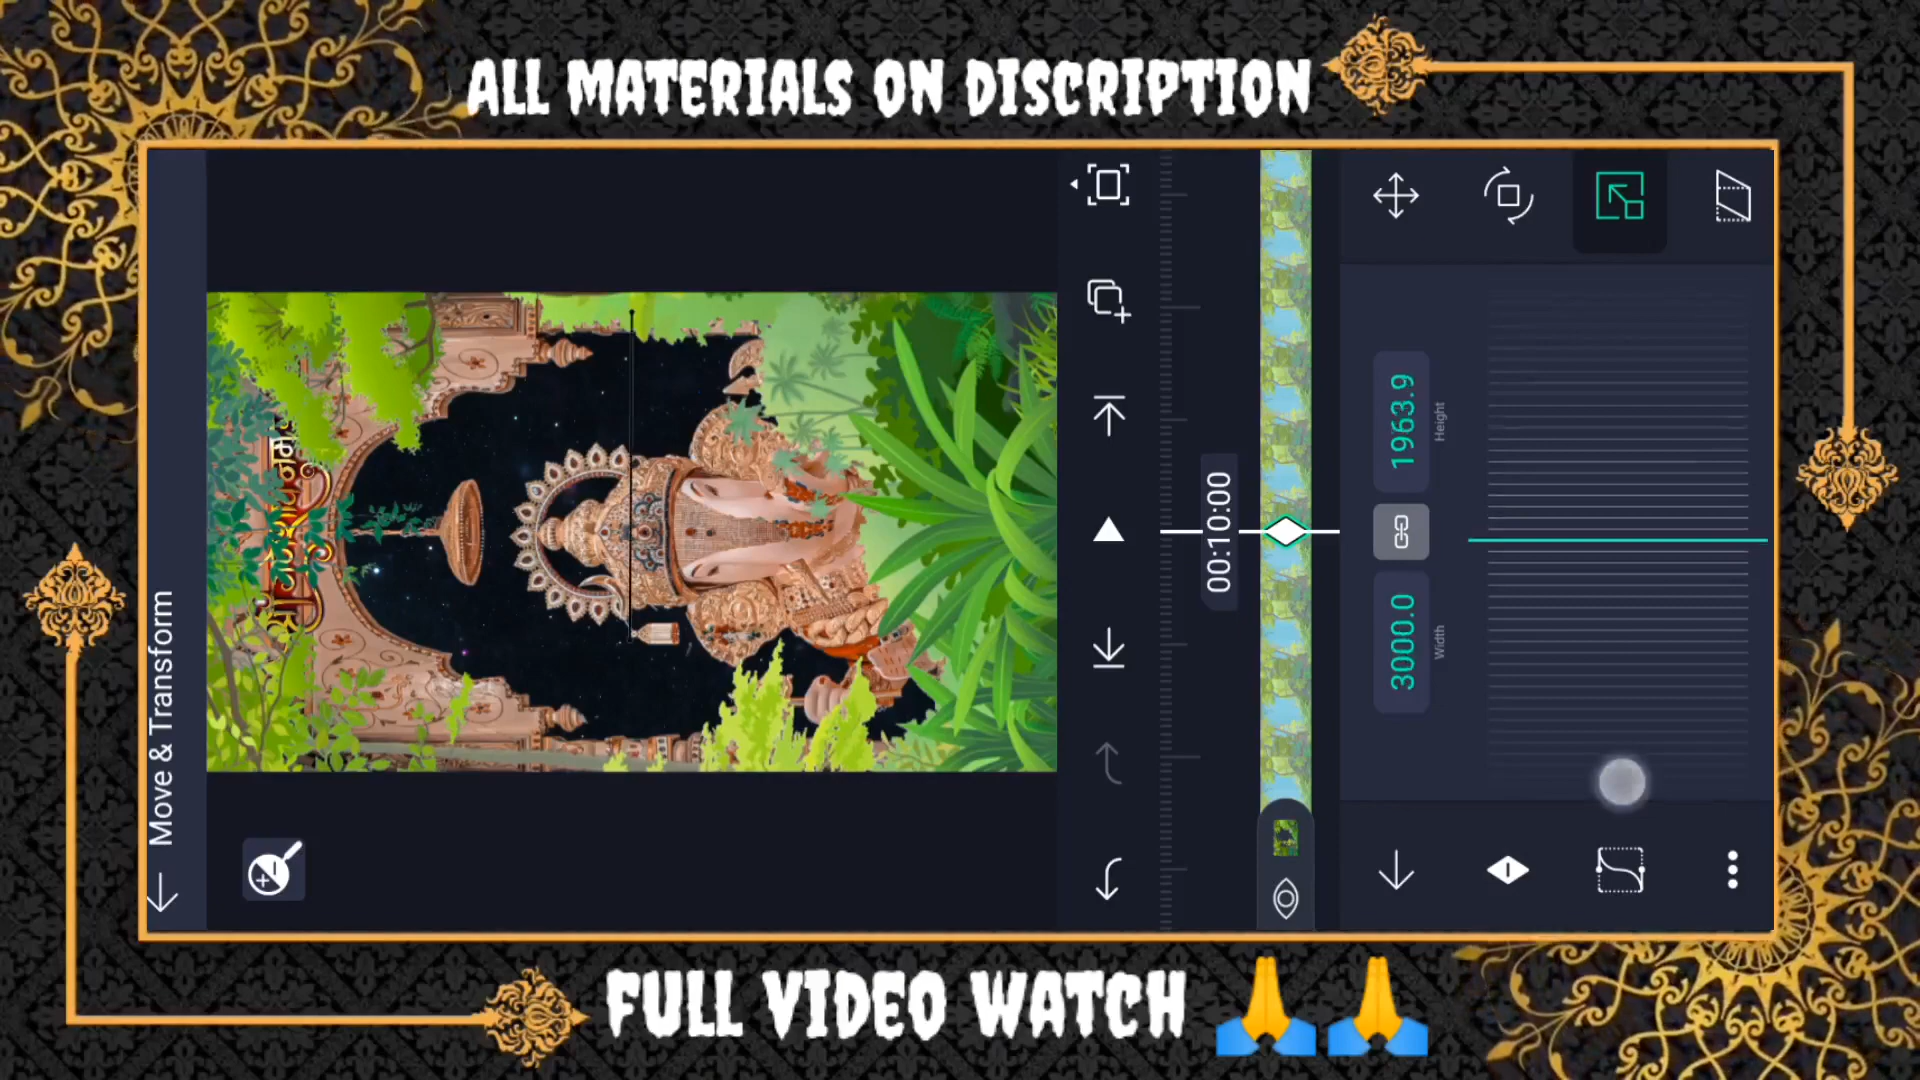 ALL MATERIALS ON DISCRIPTION
Move & Transform
00:10:00
1963.9
Height
3000.0
Width
FULL VIDEO WATCH 🙏🙏